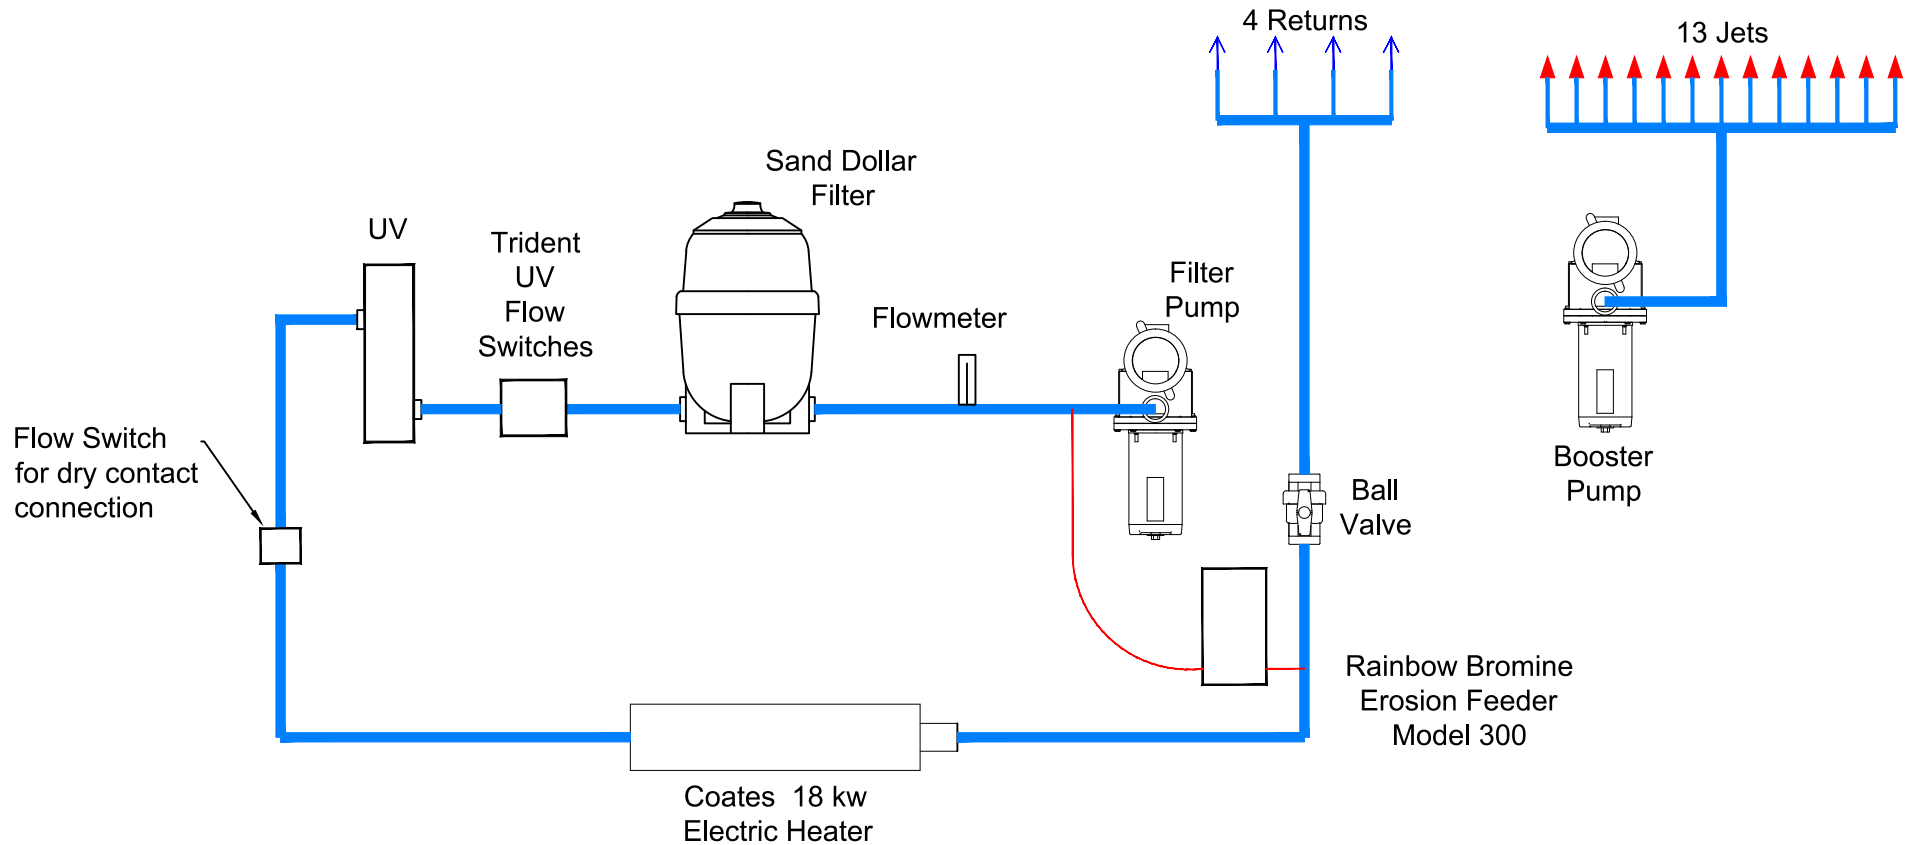 4 Returns
13 Jets
Sand Dollar
Filter
UV
Trident
UV
Flow
Switches
Flowmeter
Filter
Pump
Flow Switch
for dry contact
connection
Ball
Valve
Booster
Pump
Rainbow Bromine
Erosion Feeder
Model 300
Coates 18 kw
Electric Heater